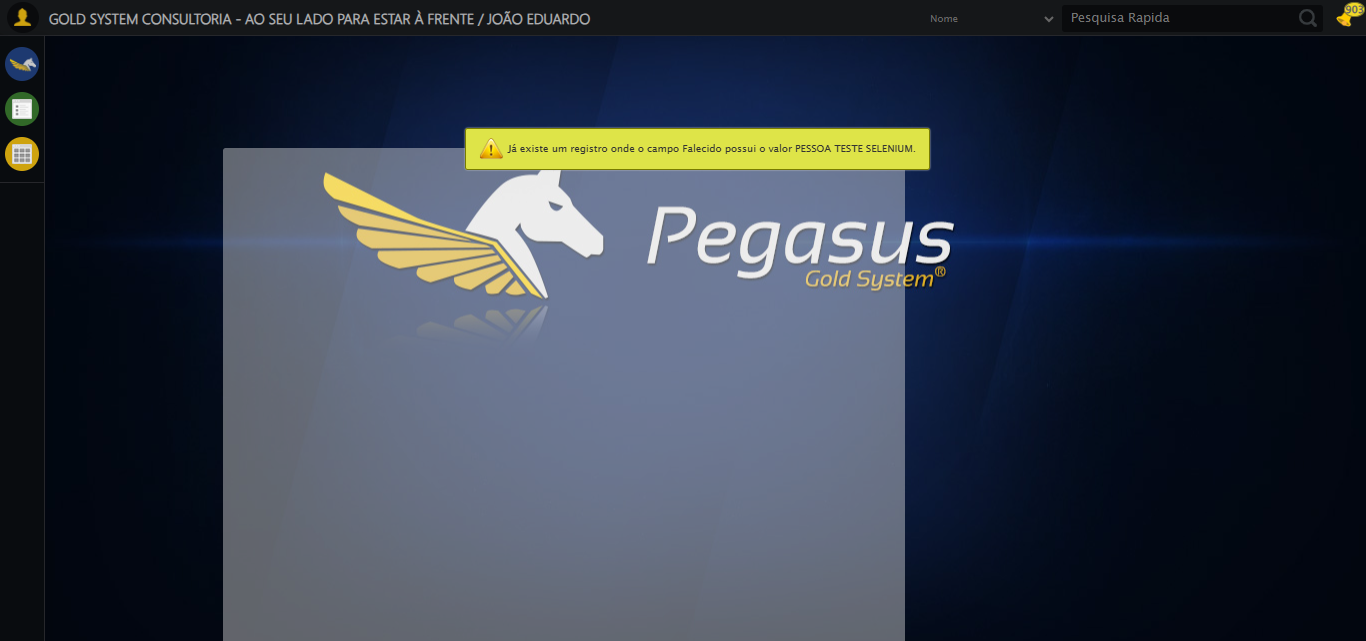 GOLD SYSTEM CONSULTORIA - AO SEU LADO PARA ESTAR À FRENTE / JOÃO EDUARDO
Nome
Pesquisa Rapida
903
Já existe um registro onde o campo Falecido possui o valor PESSOA TESTE SELENIUM.
Pegasus
Gold System®